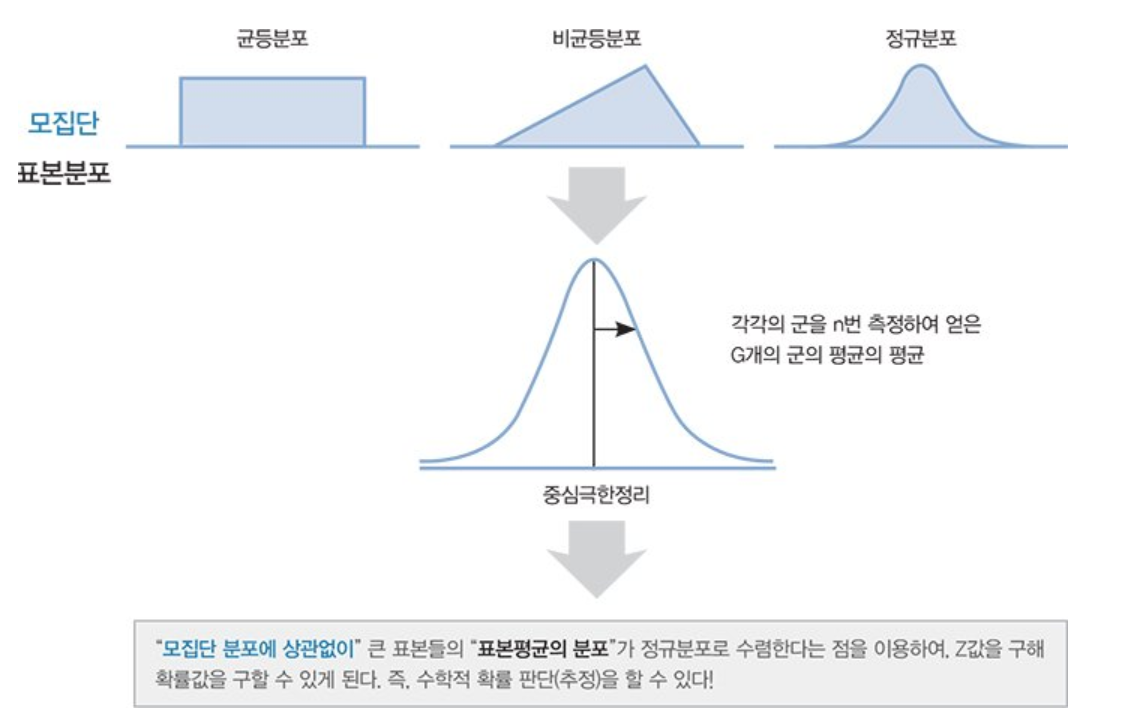 균등분포
비균등분포
정규분포
모집단
표본분포
각각의 군을 n번 측정하여 얻은
G개의 군의 평균의 평균
중심극한정리
“모집단 분포에 상관없이” 큰 표본들의 “표본평균의 분포”가 정규분포로 수렴한다는 점을 이용하여, Z값을 구해
확률값을 구할 수 있게 된다. 즉, 수학적 확률 판단(추정)을 할 수 있다!